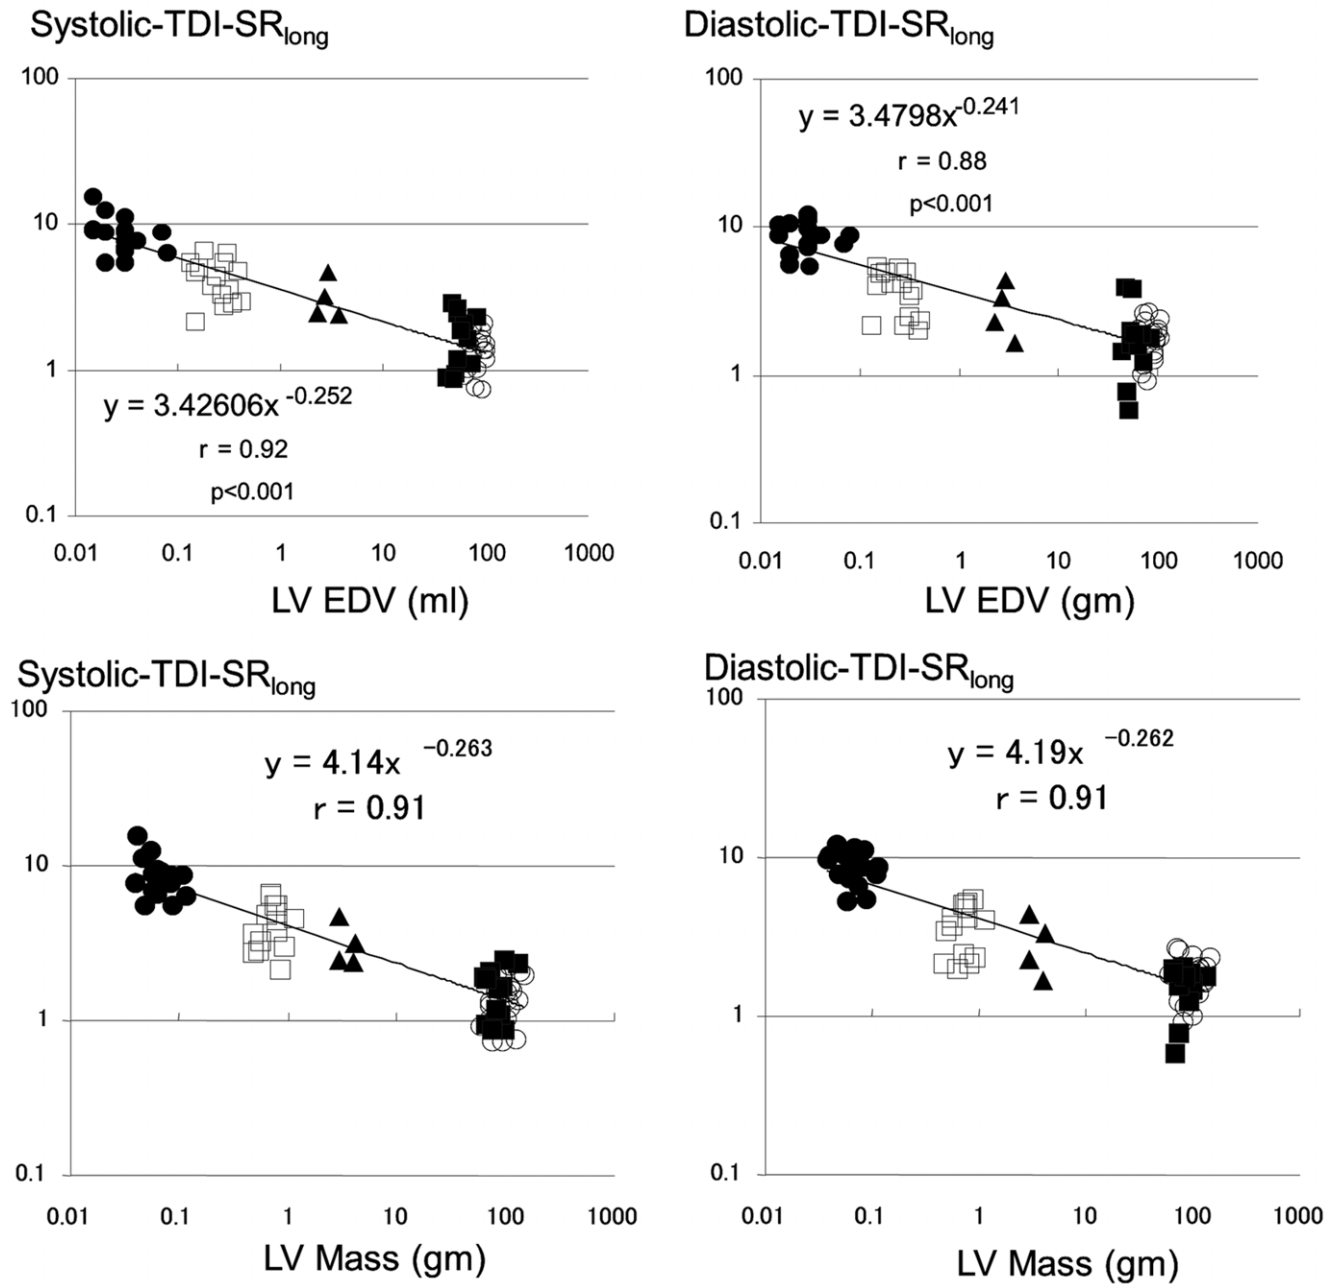 Systolic-TDI-SRlong
100
10
1
0.1
y = 3.42606x -0.252
r = 0.92
p<0.001
0.01 0.1 1 10 100 1000
LV EDV (ml)
Diastolic-TDI-SRlong
100
10
1
0.1
y = 3.4798x-0.241
r = 0.88
p<0.001
0.01 0.1 1 10 100 1000
LV EDV (gm)
Systolic-TDI-SRlong
100
10
1
0.1
y = 4.14x −0.263
r = 0.91
0.01 0.1 1 10 100 1000
LV Mass (gm)
Diastolic-TDI-SRlong
100
10
1
0.1
y = 4.19x −0.262
r = 0.91
0.01 0.1 1 10 100 1000
LV Mass (gm)